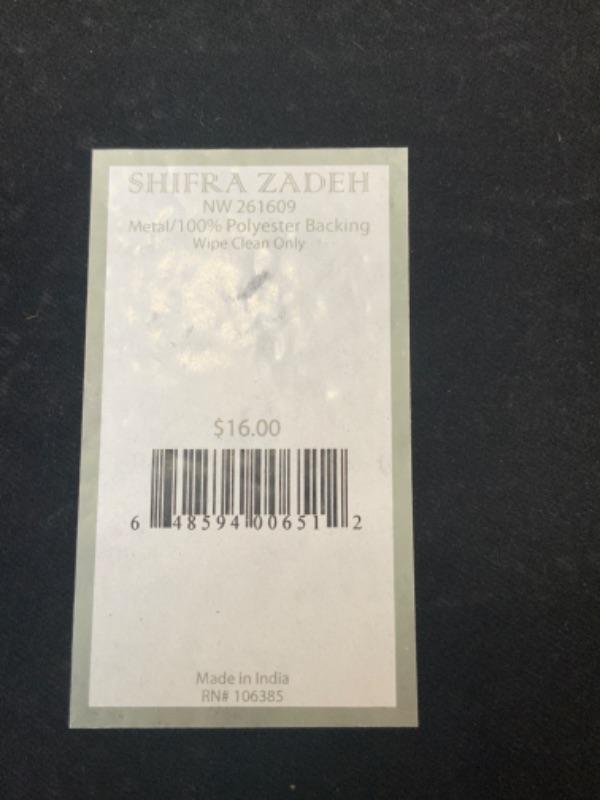 SHIFRA ZADEH
NW 261609
Metal/100% Polyester Backing
Wipe Clean Only
$16.00
6 48594 00651 2
Made in India
RN# 106385